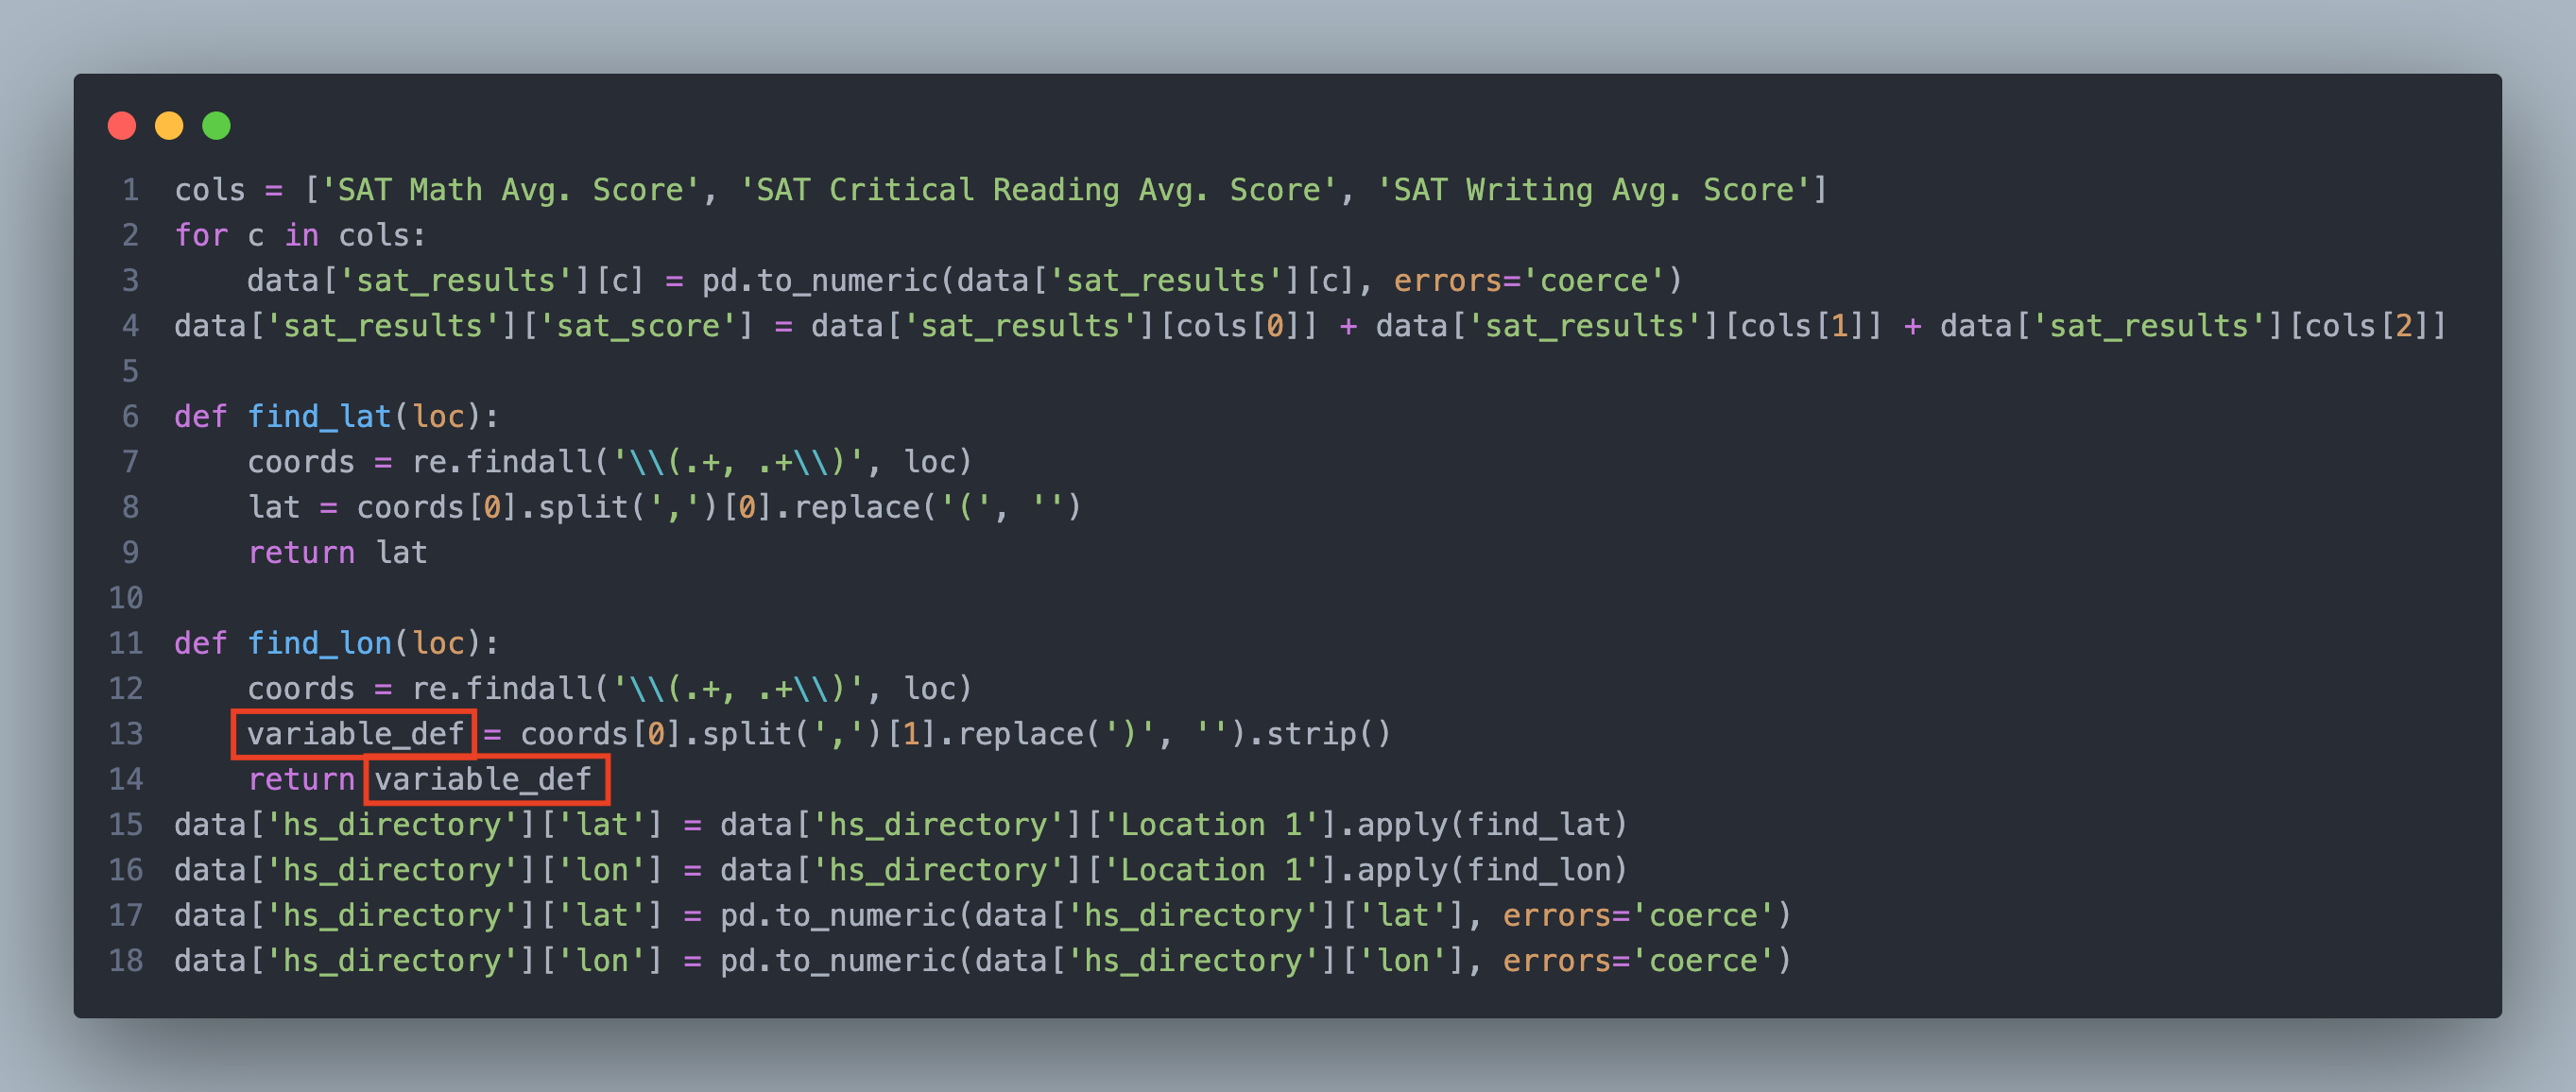 1 cols = ['SAT Math Avg. Score', 'SAT Critical Reading Avg. Score', 'SAT Writing Avg. Score']
2 for c in cols:
3     data['sat_results'][c] = pd.to_numeric(data['sat_results'][c], errors='coerce')
4 data['sat_results']['sat_score'] = data['sat_results'][cols[0]] + data['sat_results'][cols[1]] + data['sat_results'][cols[2]]
5
6 def find_lat(loc):
7     coords = re.findall('\\(.+, .+\\)', loc)
8     lat = coords[0].split(',')[0].replace('(', '')
9     return lat
10
11 def find_lon(loc):
12     coords = re.findall('\\(.+, .+\\)', loc)
13     variable_def = coords[0].split(',')[1].replace(')', '').strip()
14     return variable_def
15 data['hs_directory']['lat'] = data['hs_directory']['Location 1'].apply(find_lat)
16 data['hs_directory']['lon'] = data['hs_directory']['Location 1'].apply(find_lon)
17 data['hs_directory']['lat'] = pd.to_numeric(data['hs_directory']['lat'], errors='coerce')
18 data['hs_directory']['lon'] = pd.to_numeric(data['hs_directory']['lon'], errors='coerce')